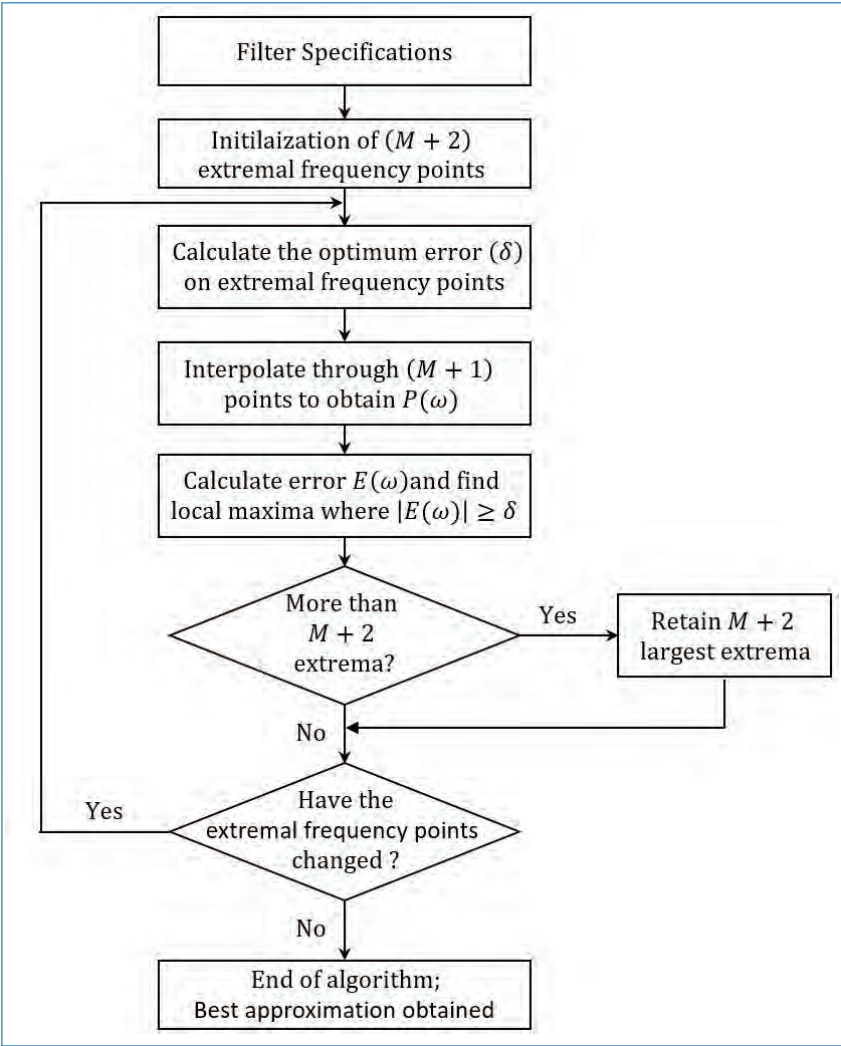 Filter Specifications
Initilaization of (M + 2)
extremal frequency points
Calculate the optimum error (δ)
on extremal frequency points
Interpolate through (M + 1)
points to obtain P(ω)
Calculate error E(ω)and find
local maxima where |E(ω)| ≥ δ
More than
M + 2
extrema?
Yes
Retain M + 2
largest extrema
No
Have the
extremal frequency points
changed ?
Yes
No
End of algorithm;
Best approximation obtained